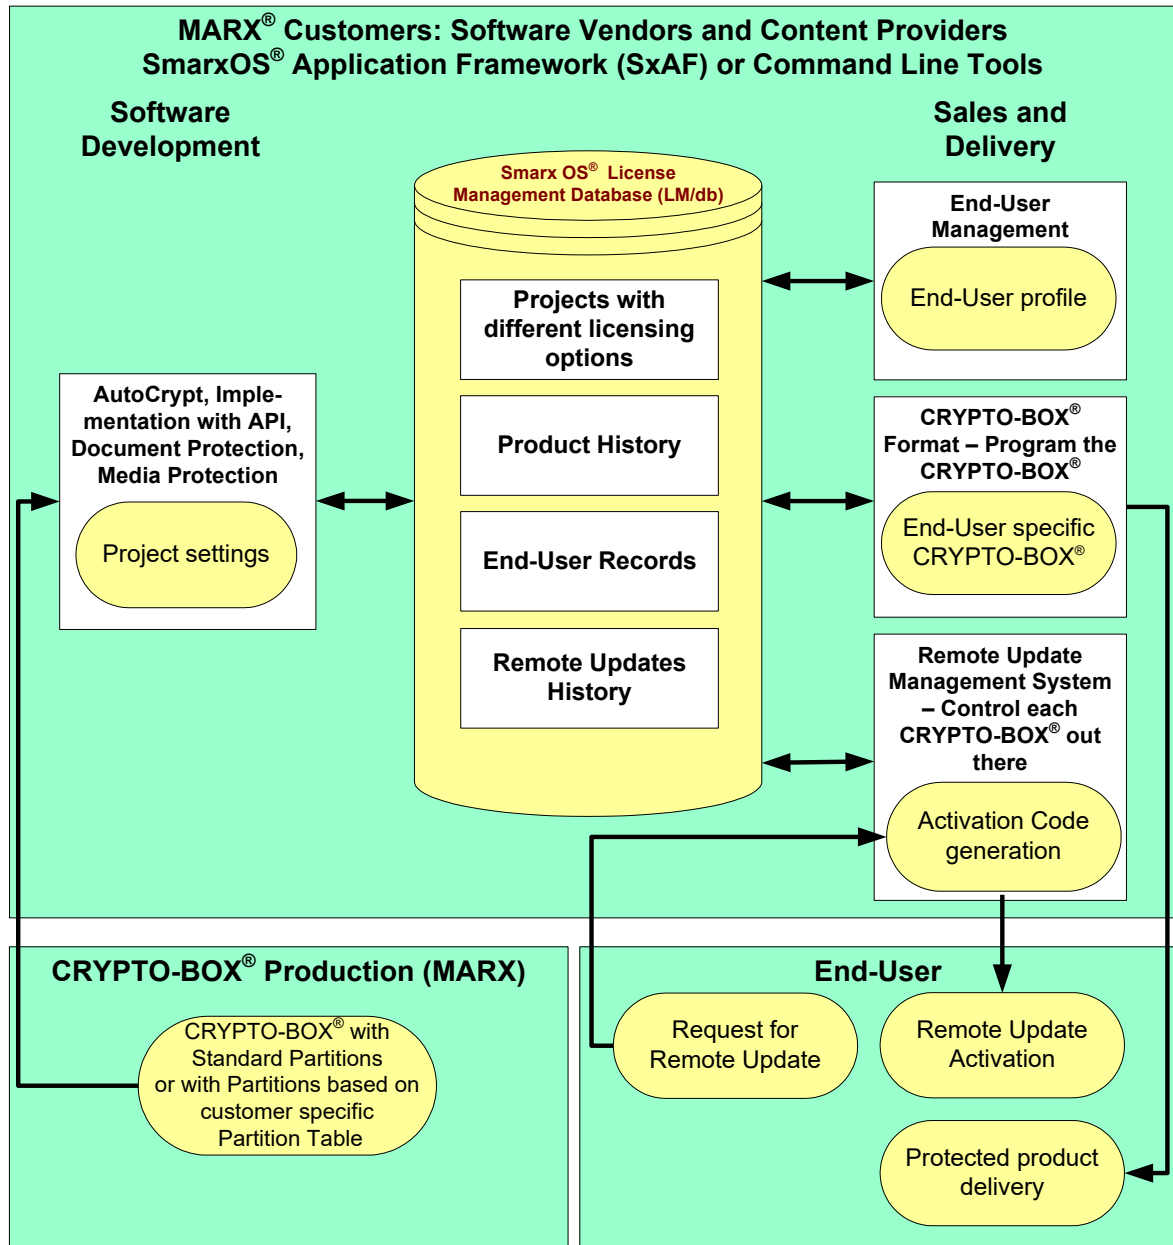 MARX® Customers: Software Vendors and Content Providers
SmarxOS® Application Framework (SxAF) or Command Line Tools
Software
Development
Sales and
Delivery
Smarx OS® License
Management Database (LM/db)
Projects with
different licensing
options
Product History
End-User Records
Remote Updates
History
AutoCrypt, Imple-
mentation with API,
Document Protection,
Media Protection
Project settings
End-User
Management
End-User profile
CRYPTO-BOX®
Format – Program the
CRYPTO-BOX®
End-User specific
CRYPTO-BOX®
Remote Update
Management System
– Control each
CRYPTO-BOX® out
there
Activation Code
generation
CRYPTO-BOX® Production (MARX)
CRYPTO-BOX® with
Standard Partitions
or with Partitions based on
customer specific
Partition Table
End-User
Request for
Remote Update
Remote Update
Activation
Protected product
delivery